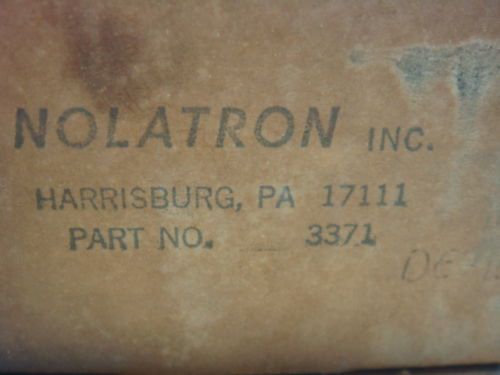 NOLATRON INC.
HARRISBURG, PA 17111
PART NO. 3371